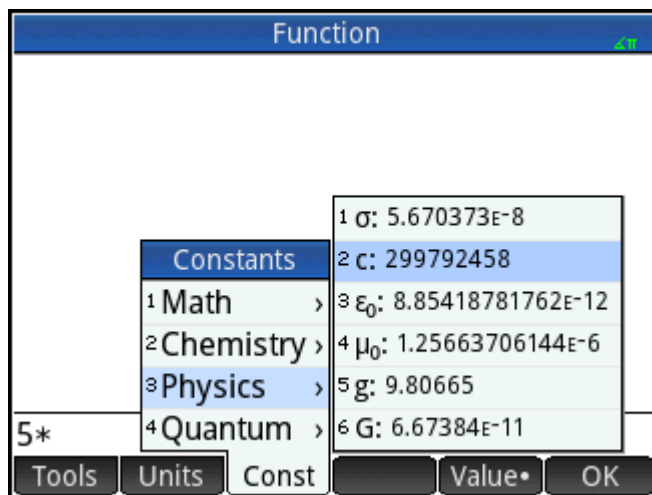 Function
∡π
1 σ: 5.670373E-8
2 c: 299792458
3 ε₀: 8.85418781762E-12
4 μ₀: 1.25663706144E-6
5 g: 9.80665
6 G: 6.67384E-11
Constants
1 Math ›
2 Chemistry ›
3 Physics ›
4 Quantum ›
5*
Tools Units Const Value• OK